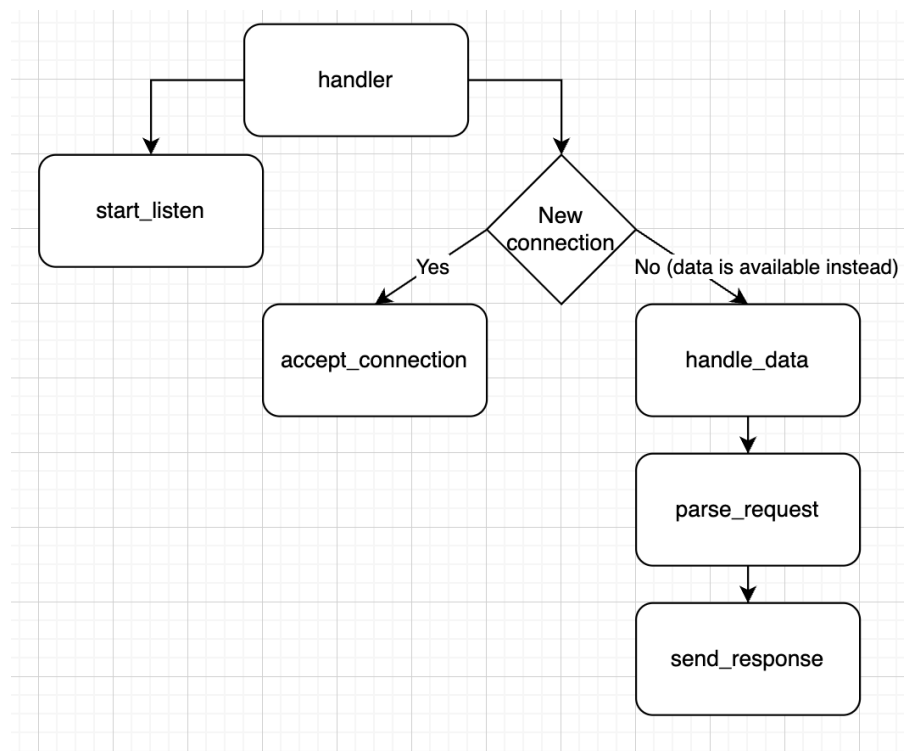 handler
start_listen
New
connection
Yes
No (data is available instead)
accept_connection
handle_data
parse_request
send_response